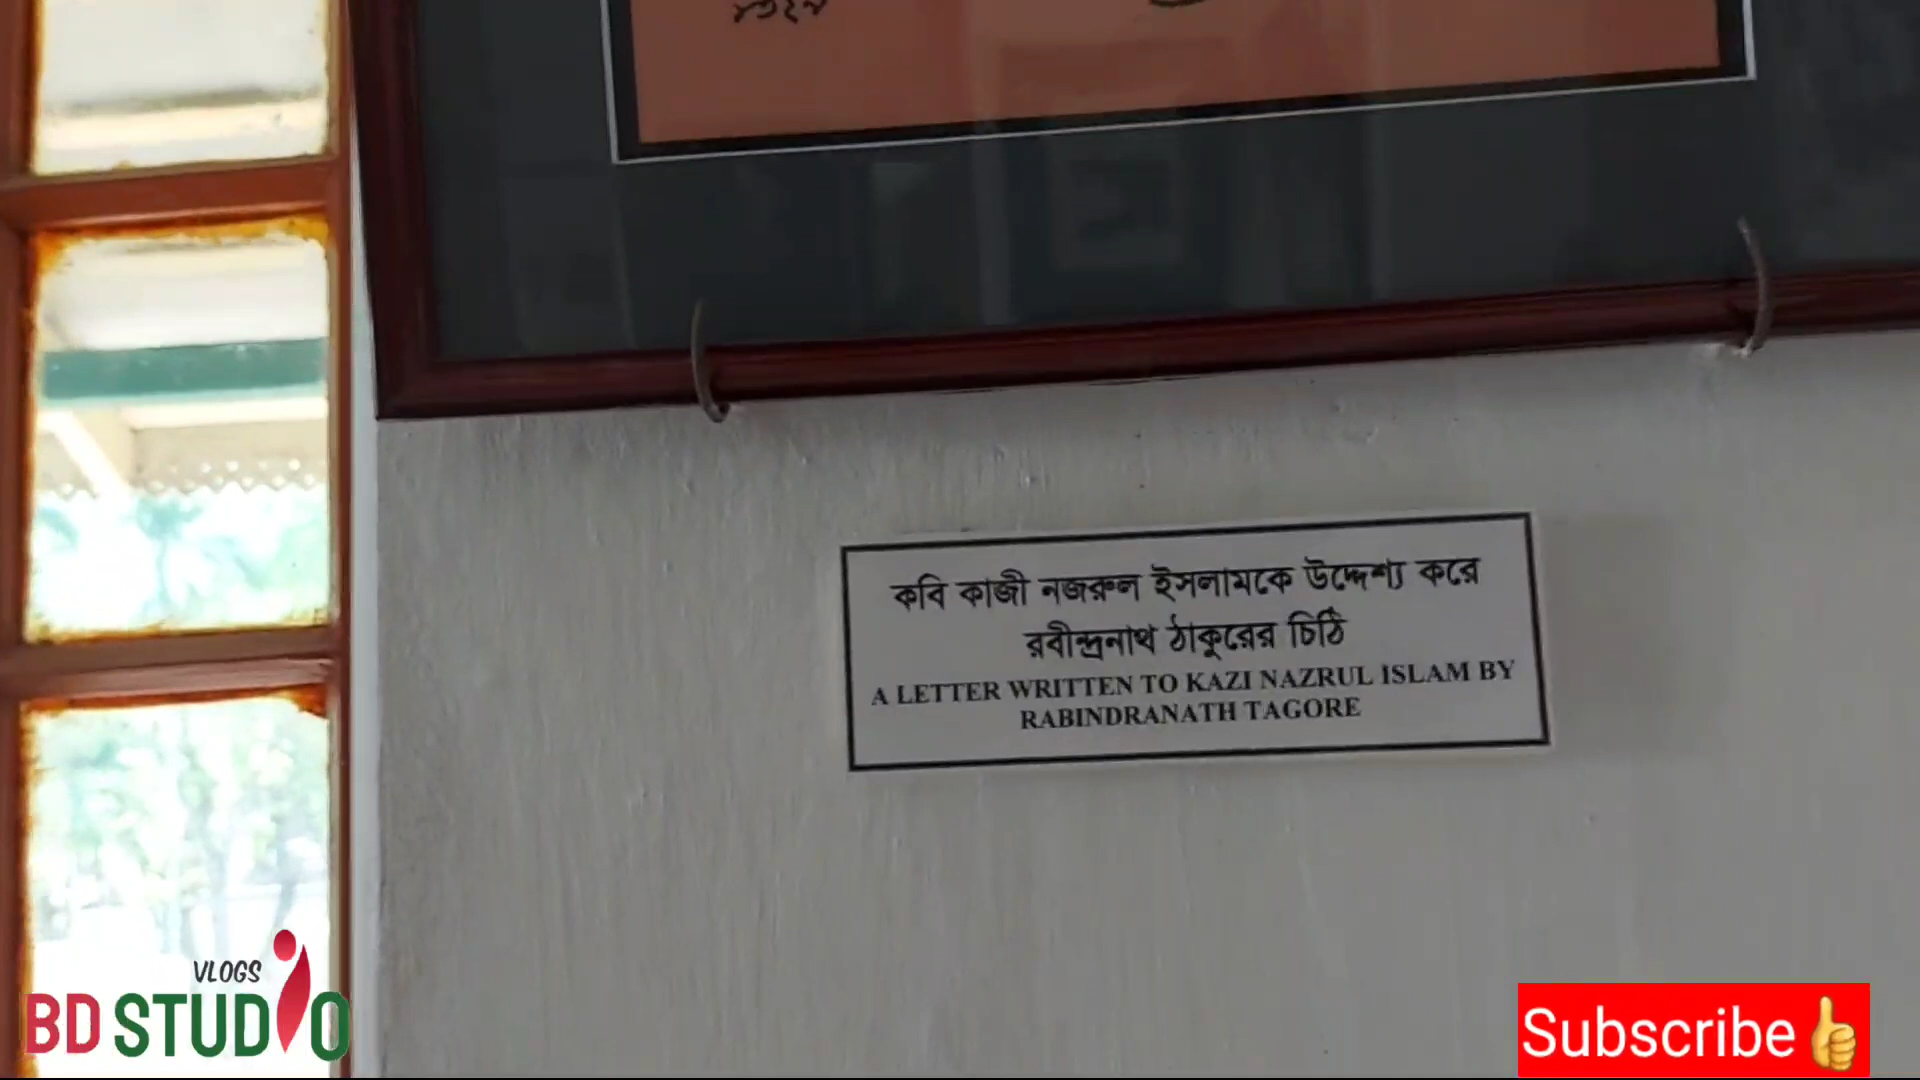 কবি কাজী নজরুল ইসলামকে উদ্দেশ্য করে
রবীন্দ্রনাথ ঠাকুরের চিঠি
A LETTER WRITTEN TO KAZI NAZRUL ISLAM BY
RABINDRANATH TAGORE
VLOGS
BD STUDIO
Subscribe